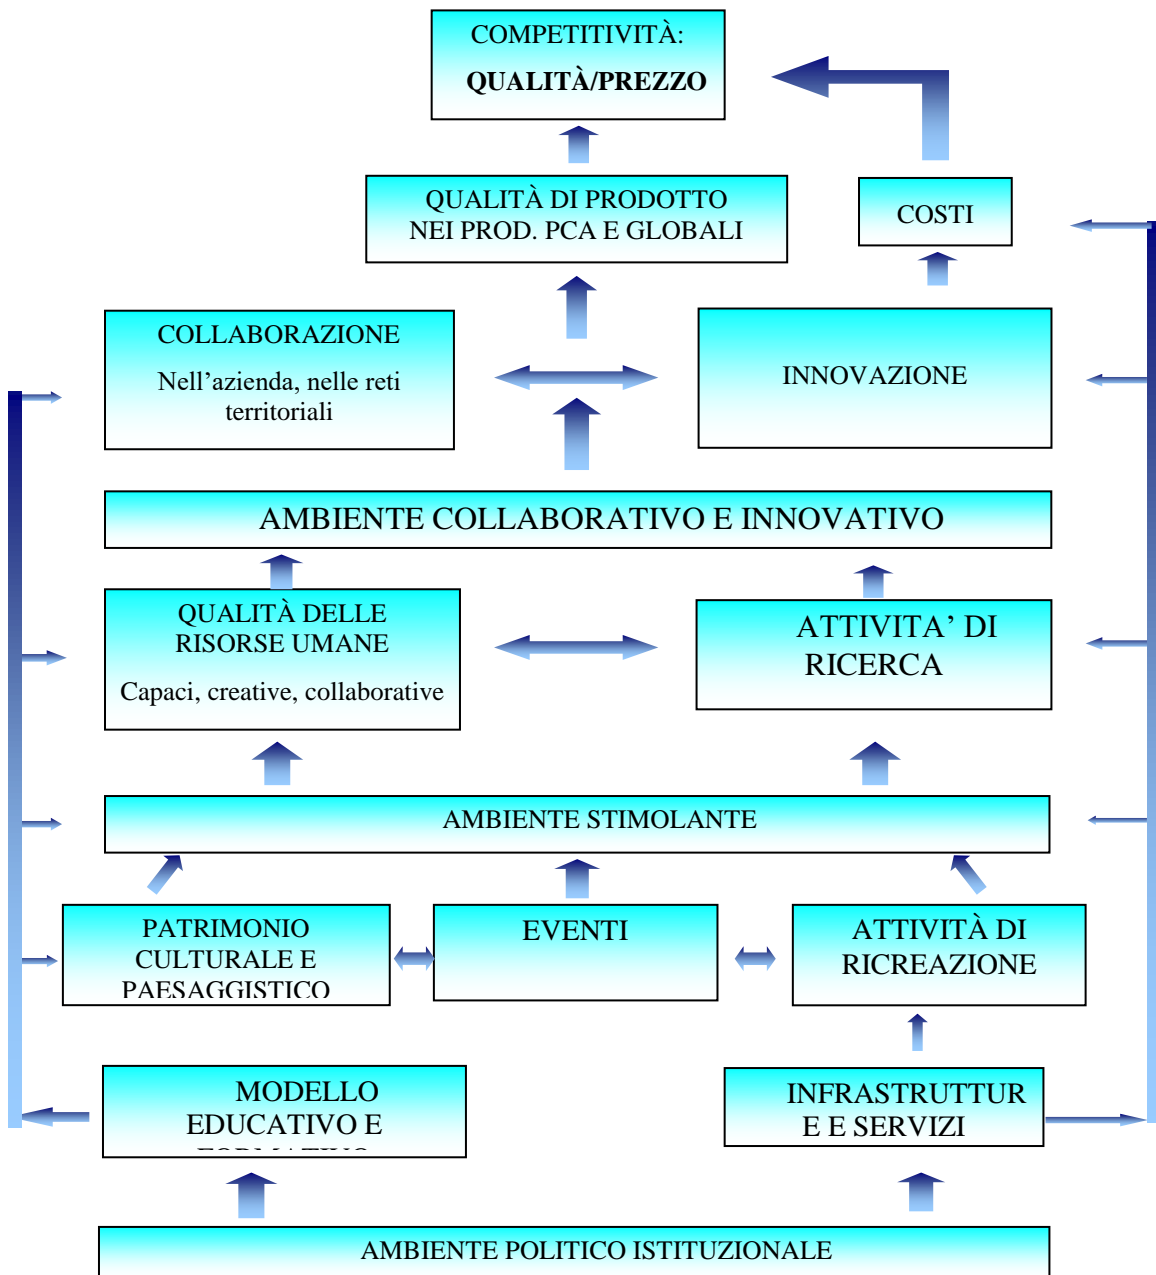 COMPETITIVITÀ:
QUALITÀ/PREZZO
QUALITÀ DI PRODOTTO
NEI PROD. PCA E GLOBALI
COSTI
COLLABORAZIONE
Nell’azienda, nelle reti
territoriali
INNOVAZIONE
AMBIENTE COLLABORATIVO E INNOVATIVO
QUALITÀ DELLE
RISORSE UMANE
Capaci, creative, collaborative
ATTIVITA’ DI
RICERCA
AMBIENTE STIMOLANTE
PATRIMONIO
CULTURALE E
PAESAGGISTICO
EVENTI
ATTIVITÀ DI
RICREAZIONE
MODELLO
EDUCATIVO E
FORMATIVO
INFRASTRUTTUR
E E SERVIZI
AMBIENTE POLITICO ISTITUZIONALE